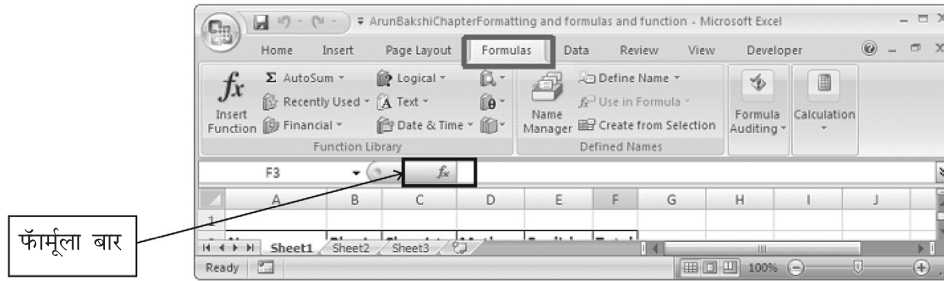 ArunBakshiChapterFormatting and formulas and function - Microsoft Excel
Home Insert Page Layout Formulas Data Review View Developer
fx Insert Function
Σ AutoSum
Recently Used
Financial
Logical
Text
Date & Time
Function Library
Name Manager
Define Name
Use in Formula
Create from Selection
Defined Names
Formula Auditing
Calculation
F3 fx
A B C D E F G H I J
1
फॅार्मूला बार
Sheet1 Sheet2 Sheet3
Ready 100%